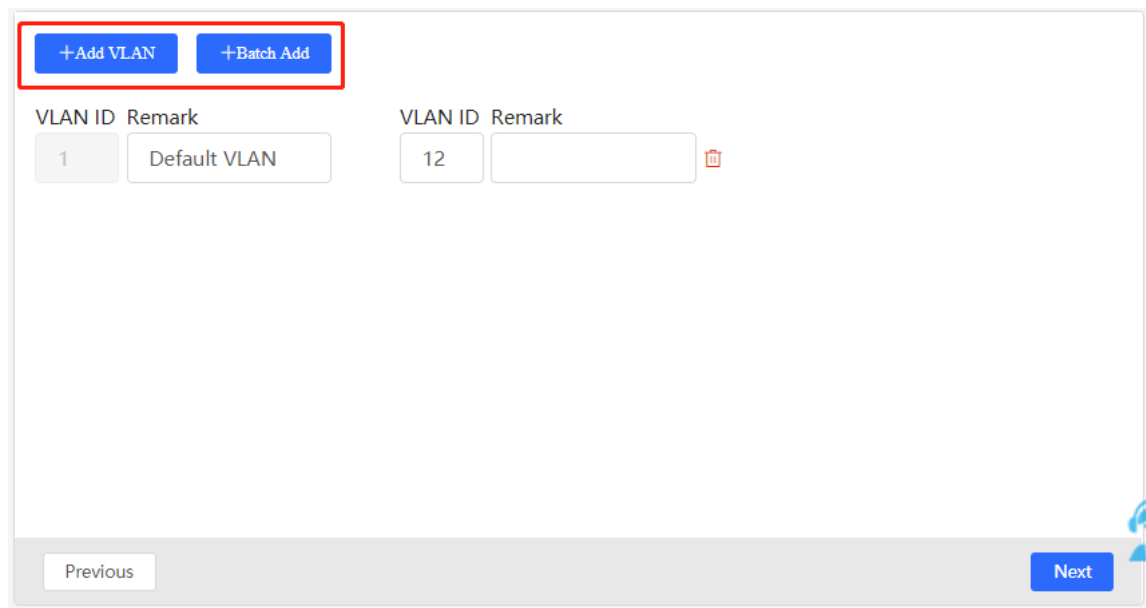 +Add VLAN +Batch Add
VLAN ID Remark VLAN ID Remark
1 Default VLAN 12
Previous Next